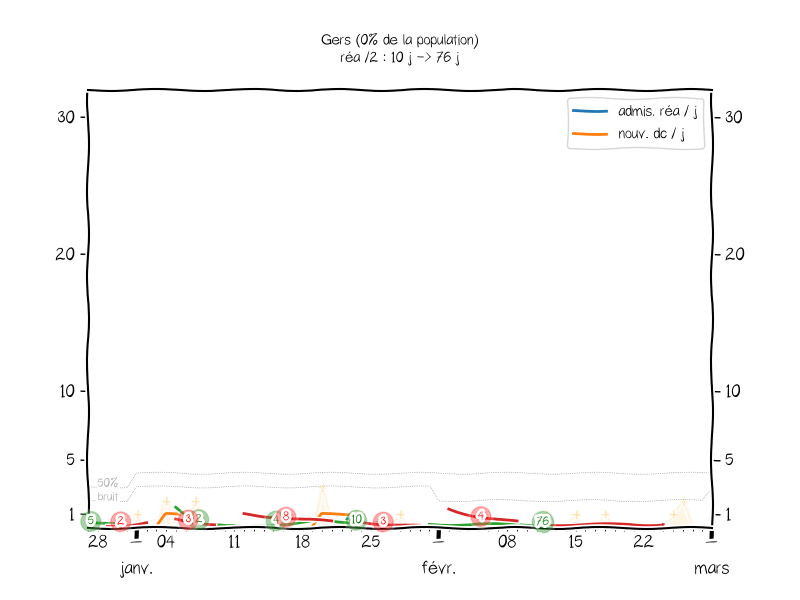 Gers (0% de la population)
réa /2 : 10 j -> 76 j
admis. réa / j
nouv. dc / j
30 30
20 20
10 10
5 5
50%
bruit
1 1
5 2 3 2 4 8 10 3 4 76
28 04 11 18 25 08 15 22
janv. févr. mars